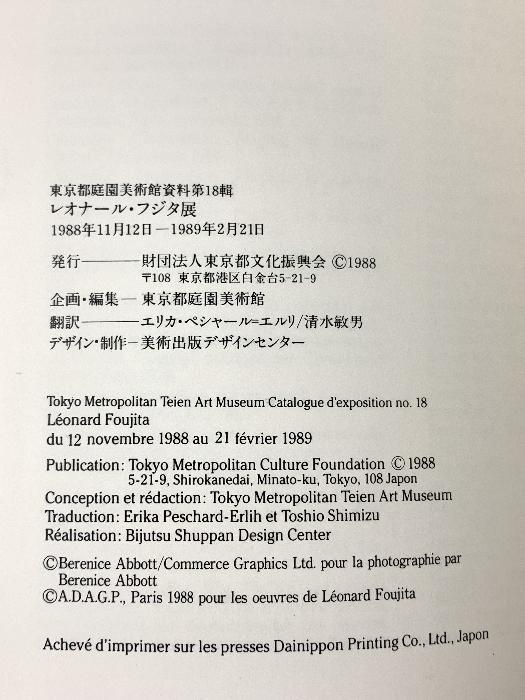 東京都庭園美術館資料第18輯
レオナール・フジタ展
1988年11月12日—1989年2月21日
発行———財団法人東京都文化振興会 ©1988
〒108 東京都港区白金台5-21-9
企画・編集—東京都庭園美術館
翻訳———エリカ・ペシャール=エルリ/清水敏男
デザイン・制作—美術出版デザインセンター
Tokyo Metropolitan Teien Art Museum Catalogue d'exposition no. 18
Léonard Foujita
du 12 novembre 1988 au 21 février 1989
Publication: Tokyo Metropolitan Culture Foundation ©1988
5-21-9, Shirokanedai, Minato-ku, Tokyo, 108 Japon
Conception et rédaction: Tokyo Metropolitan Teien Art Museum
Traduction: Erika Peschard-Erlih et Toshio Shimizu
Réalisation: Bijutsu Shuppan Design Center
©Berenice Abbott/Commerce Graphics Ltd. pour la photographie par
Berenice Abbott
©A.D.A.G.P., Paris 1988 pour les oeuvres de Léonard Foujita
Achevé d'imprimer sur les presses Dainippon Printing Co., Ltd., Japon